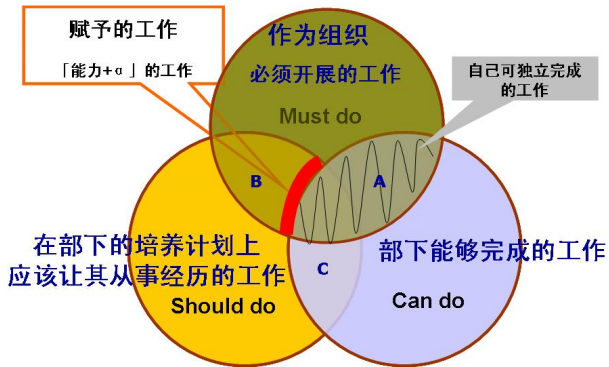 赋予的工作
「能力+α」的工作
作为组织
必须开展的工作
Must do
自己可独立完成
的工作
B
A
C
在部下的培养计划上
应该让其从事经历的工作
Should do
部下能够完成的工作
Can do